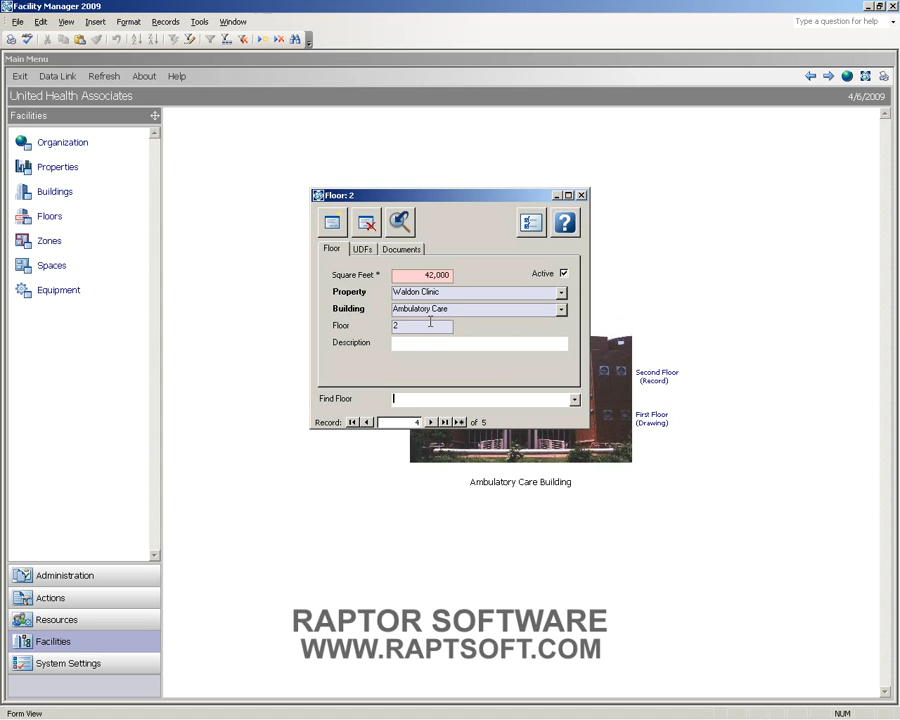 Facility Manager 2009
File Edit View Insert Format Records Tools Window
Type a question for help
Main Menu
Exit Data Link Refresh About Help
United Health Associates 4/6/2009
Facilities
Organization
Properties
Buildings
Floors
Zones
Spaces
Equipment
Floor: 2
Floor UDFs Documents
Square Feet * 42,000 Active
Property Waldon Clinic
Building Ambulatory Care
Floor 2
Description
Find Floor
Record: 4 of 5
Second Floor
(Record)
First Floor
(Drawing)
Ambulatory Care Building
Administration
Actions
Resources
Facilities
System Settings
RAPTOR SOFTWARE
WWW.RAPTSOFT.COM
Form View NUM